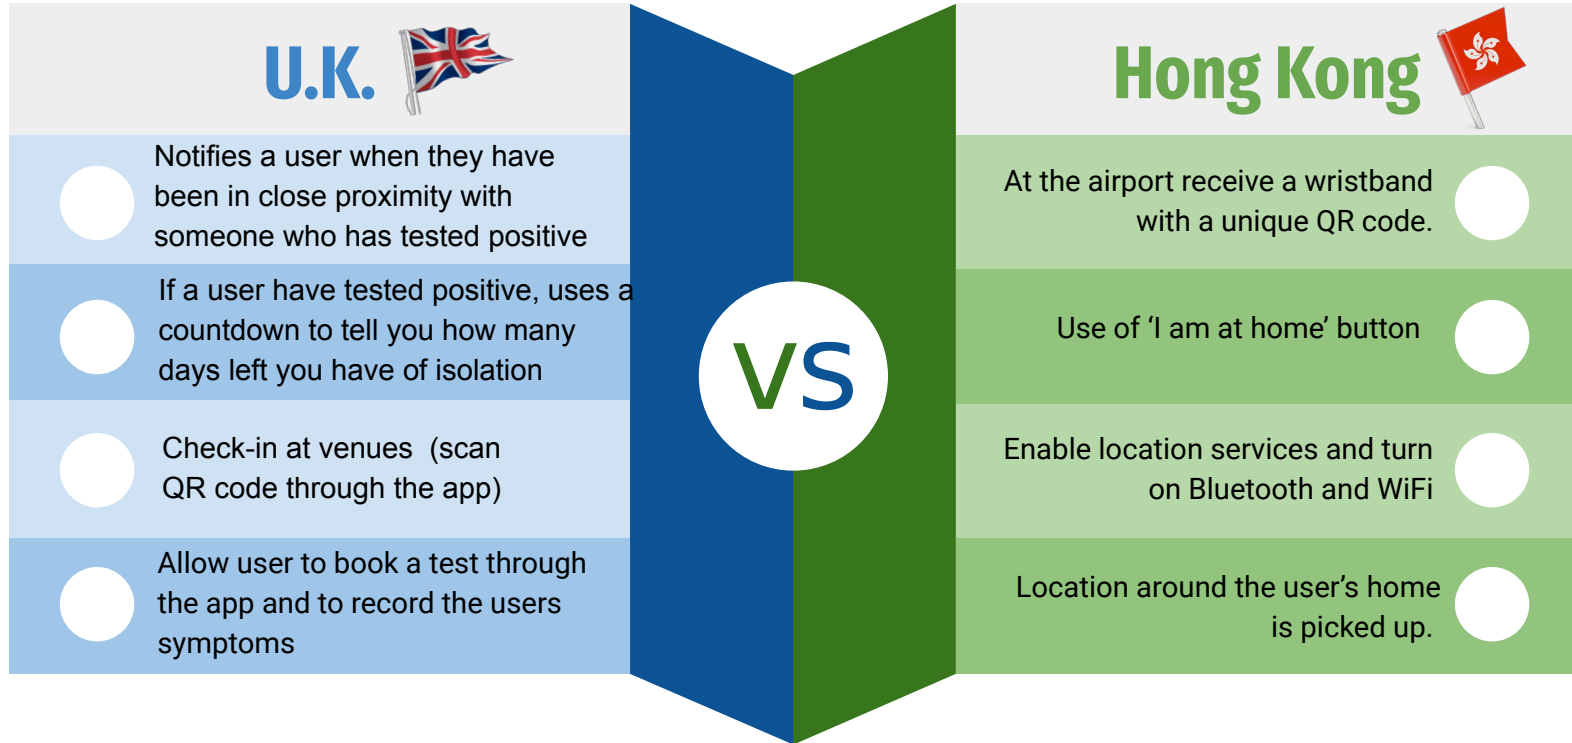 U.K.
Notifies a user when they have
been in close proximity with
someone who has tested positive
If a user have tested positive, uses a
countdown to tell you how many
days left you have of isolation
Check-in at venues (scan
QR code through the app)
Allow user to book a test through
the app and to record the users
symptoms
VS
Hong Kong
At the airport receive a wristband
with a unique QR code.
Use of ‘I am at home’ button
Enable location services and turn
on Bluetooth and WiFi
Location around the user’s home
is picked up.